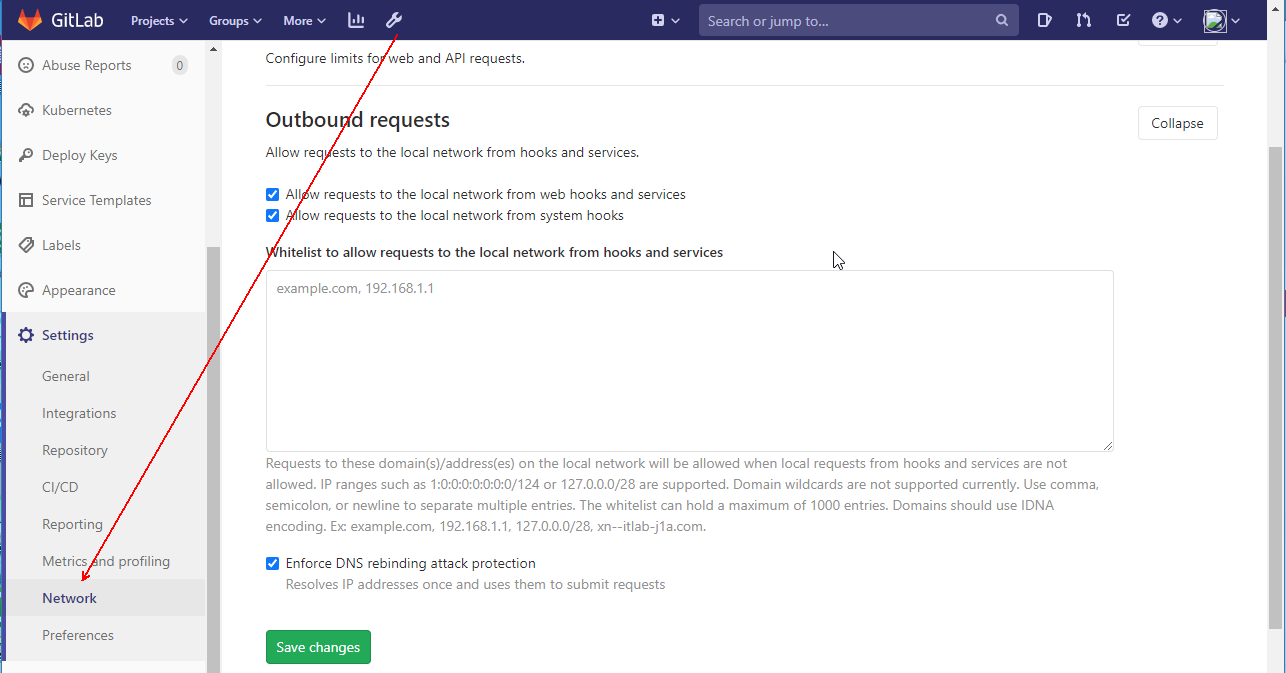 GitLab Projects Groups More Search or jump to...
Abuse Reports 0
Kubernetes
Deploy Keys
Service Templates
Labels
Appearance
Settings
General
Integrations
Repository
CI/CD
Reporting
Metrics and profiling
Network
Preferences
Configure limits for web and API requests.
Outbound requests
Collapse
Allow requests to the local network from hooks and services.
Allow requests to the local network from web hooks and services
Allow requests to the local network from system hooks
Whitelist to allow requests to the local network from hooks and services
example.com, 192.168.1.1
Requests to these domain(s)/address(es) on the local network will be allowed when local requests from hooks and services are not
allowed. IP ranges such as 1:0:0:0:0:0:0:0/124 or 127.0.0.0/28 are supported. Domain wildcards are not supported currently. Use comma,
semicolon, or newline to separate multiple entries. The whitelist can hold a maximum of 1000 entries. Domains should use IDNA
encoding. Ex: example.com, 192.168.1.1, 127.0.0.0/28, xn--itlab-j1a.com.
Enforce DNS rebinding attack protection
Resolves IP addresses once and uses them to submit requests
Save changes